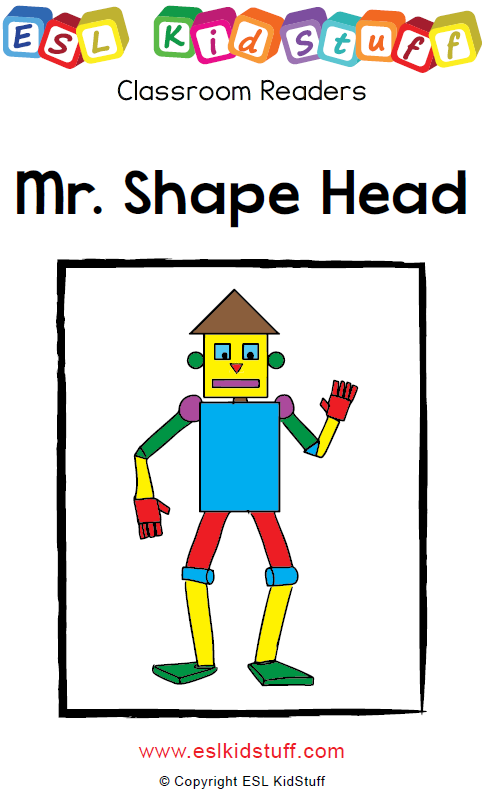 ESL KidStuff
Classroom Readers
Mr. Shape Head
www.eslkidstuff.com
© Copyright ESL KidStuff